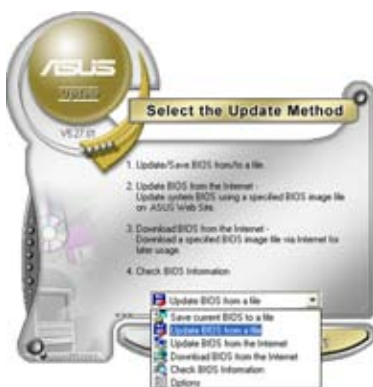 ASUS
Update
Select the Update Method
1. Update/Save BIOS from/to a file.
2. Update BIOS from the Internet -
Update system BIOS using a specified BIOS image file
on ASUS Web Site.
3. Download BIOS from the Internet -
Download a specified BIOS image file via Internet for
later usage.
4. Check BIOS Information
Update BIOS from a file
Save current BIOS to a file
Update BIOS from a file
Update BIOS from the Internet
Download BIOS from the Internet
Check BIOS Information
Options